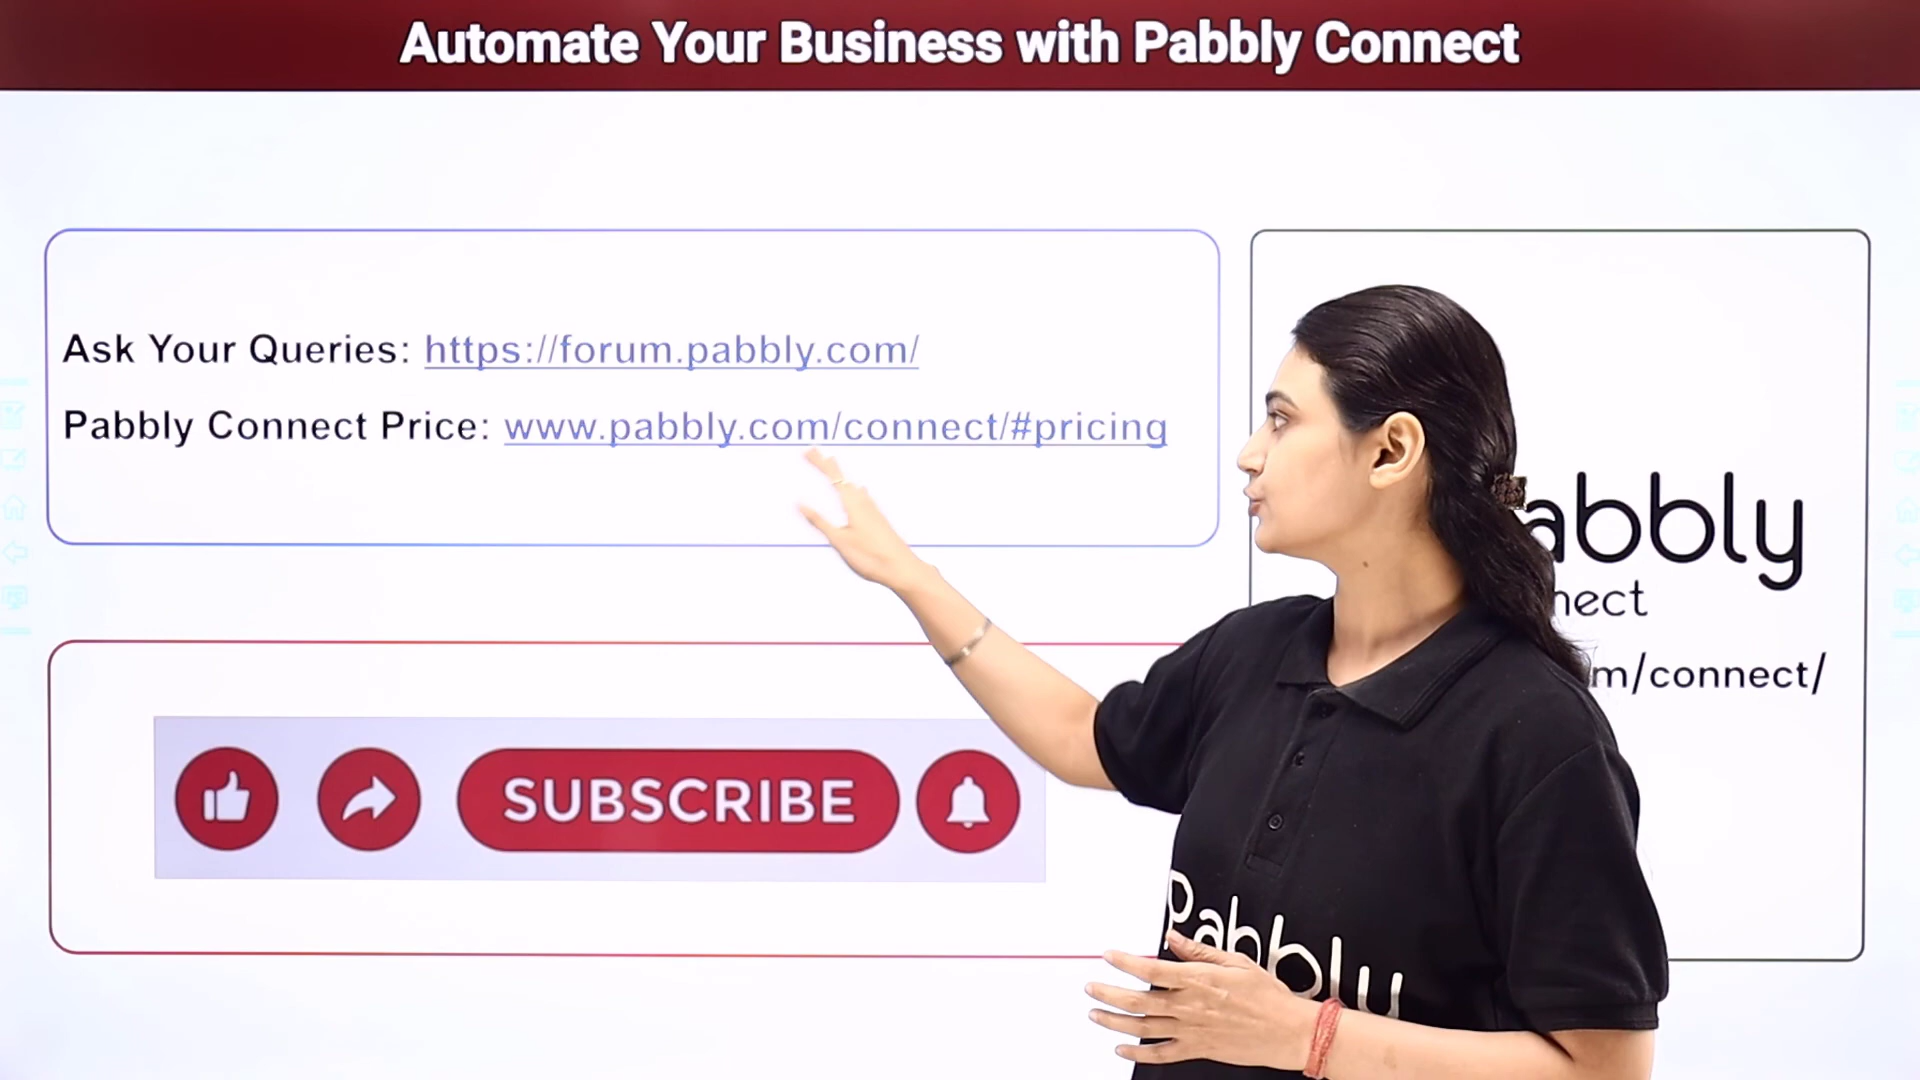 Automate Your Business with Pabbly Connect
Ask Your Queries: https://forum.pabbly.com/
Pabbly Connect Price: www.pabbly.com/connect/#pricing
abbly
nect
m/connect/
SUBSCRIBE
Pabbly